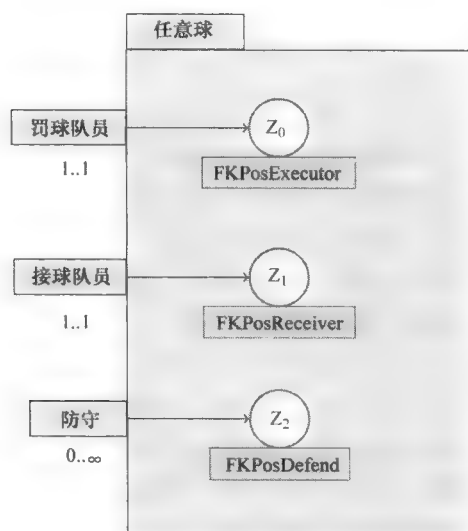 任意球
罚球队员
Z0
1..1
FKPosExecutor
接球队员
Z1
1..1
FKPosReceiver
防守
Z2
0..∞
FKPosDefend